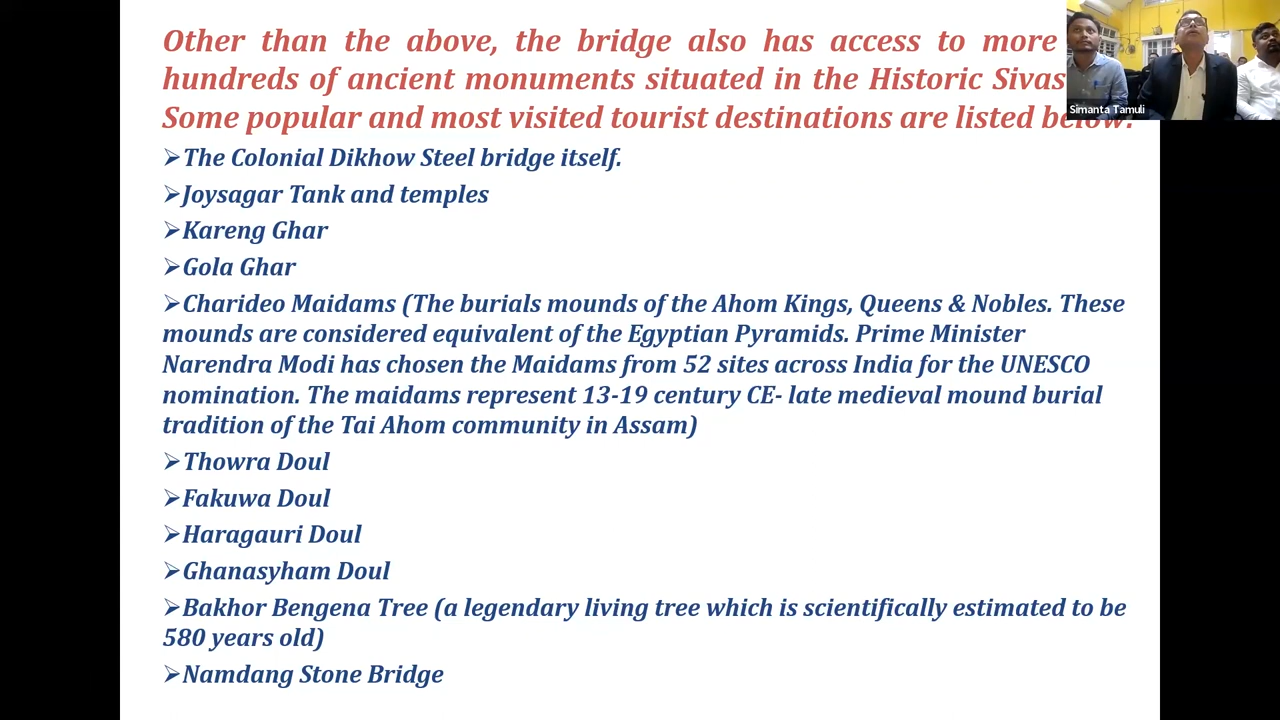 Other than the above, the bridge also has access to more
hundreds of ancient monuments situated in the Historic Sivas
Some popular and most visited tourist destinations are listed below.
Simanta Tamuli
➢The Colonial Dikhow Steel bridge itself.
➢Joysagar Tank and temples
➢Kareng Ghar
➢Gola Ghar
➢Charideo Maidams (The burials mounds of the Ahom Kings, Queens & Nobles. These
mounds are considered equivalent of the Egyptian Pyramids. Prime Minister
Narendra Modi has chosen the Maidams from 52 sites across India for the UNESCO
nomination. The maidams represent 13-19 century CE- late medieval mound burial
tradition of the Tai Ahom community in Assam)
➢Thowra Doul
➢Fakuwa Doul
➢Haragauri Doul
➢Ghanasyham Doul
➢Bakhor Bengena Tree (a legendary living tree which is scientifically estimated to be
580 years old)
➢Namdang Stone Bridge